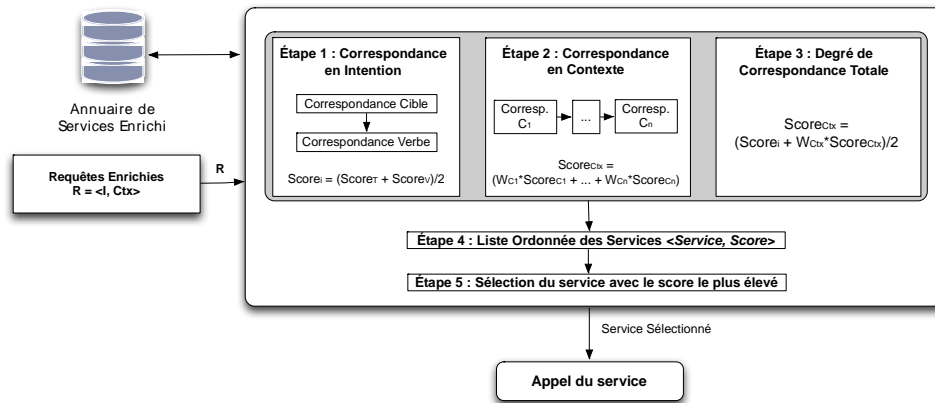 Annuaire de
Services Enrichi
Requêtes Enrichies
R = <I, Ctx>
R
Étape 1 : Correspondance
en Intention
Correspondance Cible
Correspondance Verbe
Scorei = (ScoreT + ScoreV)/2
Étape 2 : Correspondance
en Contexte
Corresp.
C1
...
Corresp.
Cn
ScoreCtx =
(WC1*ScoreC1 + ... + WCn*ScoreCn)
Étape 3 : Degré de
Correspondance Totale
ScoreCtx =
(Scorei + WCtx*ScoreCtx)/2
Étape 4 : Liste Ordonnée des Services <Service, Score>
Étape 5 : Sélection du service avec le score le plus élevé
Service Sélectionné
Appel du service